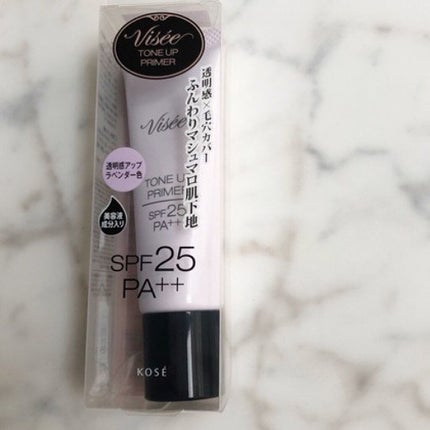 Visée
TONE UP
PRIMER
透明感×毛穴カバー
ふんわりマシュマロ肌下地
Visée
透明感アップ
ラベンダー色
TONE UP
PRIMER
SPF25
PA++
美容液
成分入り
SPF25
PA++
KOSÉ